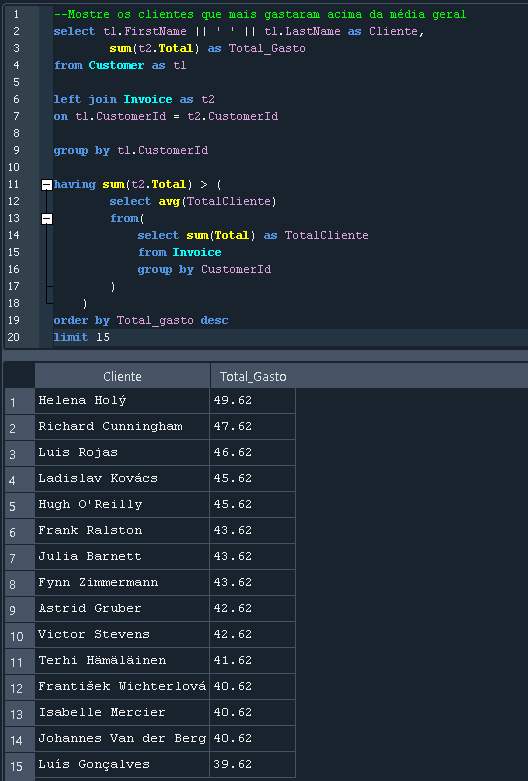 1 --Mostre os clientes que mais gastaram acima da média geral
2 select t1.FirstName || ' ' || t1.LastName as Cliente,
3 sum(t2.Total) as Total_Gasto
4 from Customer as t1
5
6 left join Invoice as t2
7 on t1.CustomerId = t2.CustomerId
8
9 group by t1.CustomerId
10
11 having sum(t2.Total) > (
12 select avg(TotalCliente)
13 from(
14 select sum(Total) as TotalCliente
15 from Invoice
16 group by CustomerId
17 )
18 )
19 order by Total_gasto desc
20 limit 15
Cliente Total_Gasto
1 Helena Holý 49.62
2 Richard Cunningham 47.62
3 Luis Rojas 46.62
4 Ladislav Kovács 45.62
5 Hugh O'Reilly 45.62
6 Frank Ralston 43.62
7 Julia Barnett 43.62
8 Fynn Zimmermann 43.62
9 Astrid Gruber 42.62
10 Victor Stevens 42.62
11 Terhi Hämäläinen 41.62
12 František Wichterlová 40.62
13 Isabelle Mercier 40.62
14 Johannes Van der Berg 40.62
15 Luís Gonçalves 39.62